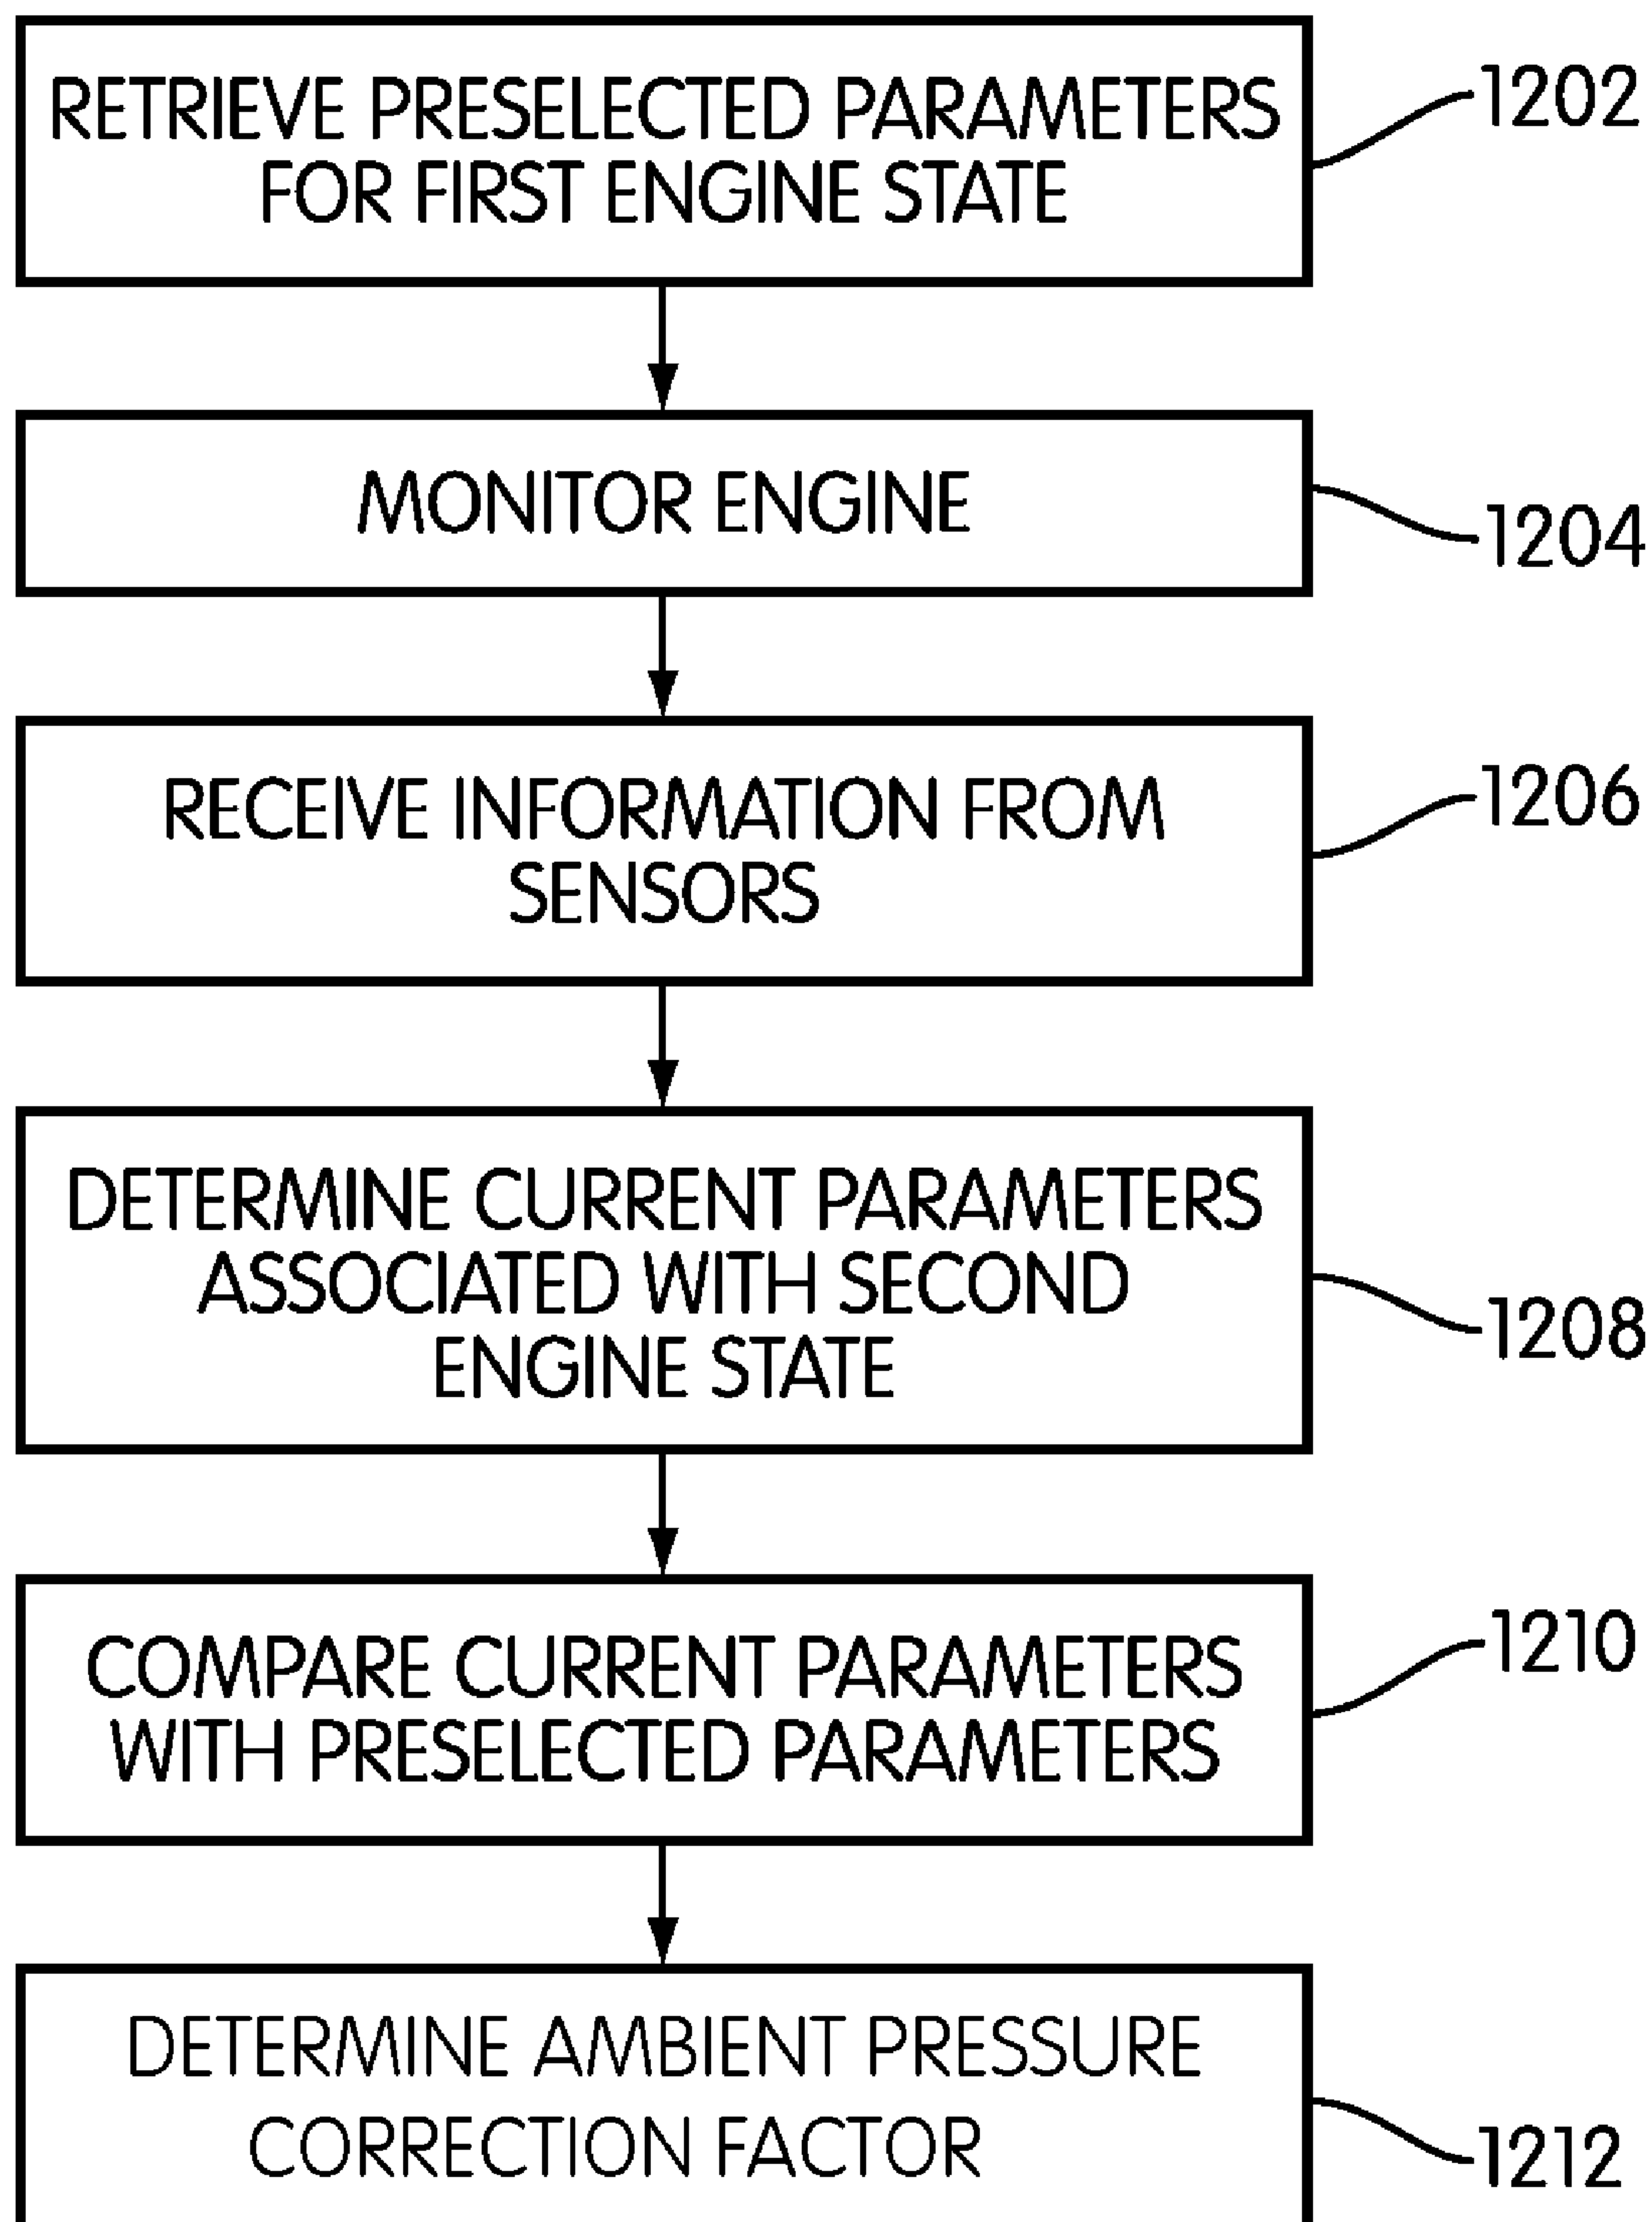 RETRIEVE PRESELECTED PARAMETERS
FOR FIRST ENGINE STATE
1202
MONITOR ENGINE
1204
RECEIVE INFORMATION FROM
SENSORS
1206
DETERMINE CURRENT PARAMETERS
ASSOCIATED WITH SECOND
ENGINE STATE
1208
COMPARE CURRENT PARAMETERS
WITH PRESELECTED PARAMETERS
1210
DETERMINE AMBIENT PRESSURE
CORRECTION FACTOR
1212